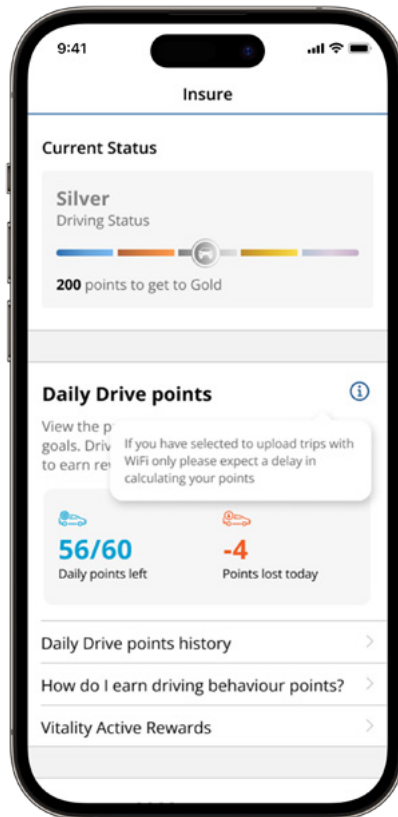 9:41
Insure
Current Status
Silver
Driving Status
200 points to get to Gold
Daily Drive points
View the p
goals. Driv
to earn re
If you have selected to upload trips with
WiFi only please expect a delay in
calculating your points
56/60
Daily points left
-4
Points lost today
Daily Drive points history
How do I earn driving behaviour points?
Vitality Active Rewards